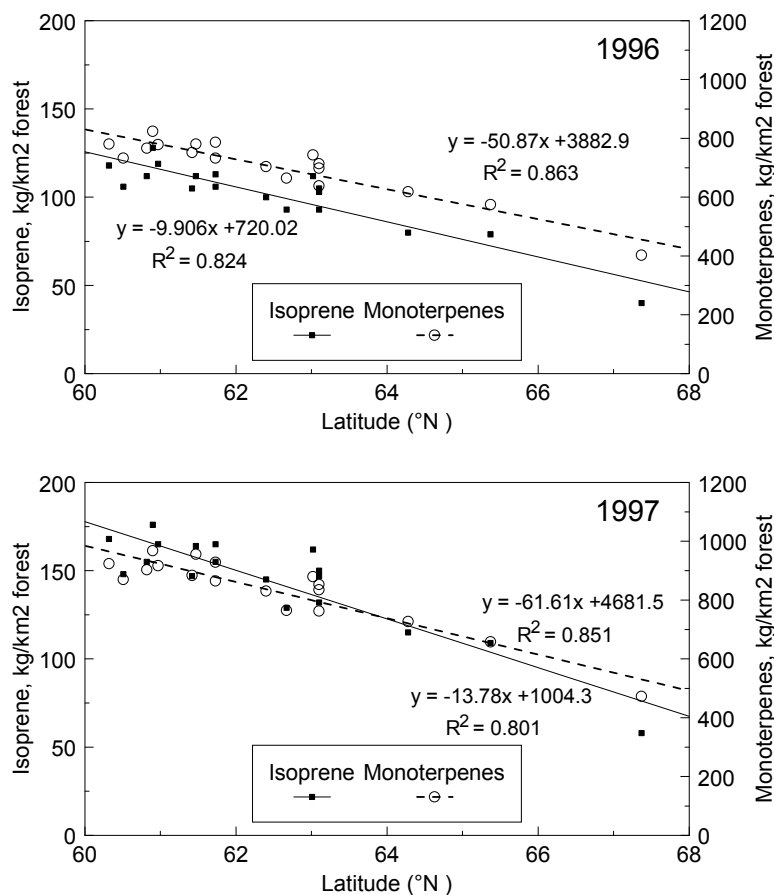 1996
200
150
100
50
0
Isoprene, kg/km2 forest
1200
1000
800
600
400
200
0
Monoterpenes, kg/km2 forest
y = -50.87x +3882.9
R2 = 0.863
y = -9.906x +720.02
R2 = 0.824
Isoprene Monoterpenes
60 62 64 66 68
Latitude (°N )
1997
200
150
100
50
0
Isoprene, kg/km2 forest
1200
1000
800
600
400
200
0
Monoterpenes, kg/km2 forest
y = -61.61x +4681.5
R2 = 0.851
y = -13.78x +1004.3
R2 = 0.801
Isoprene Monoterpenes
60 62 64 66 68
Latitude (°N )